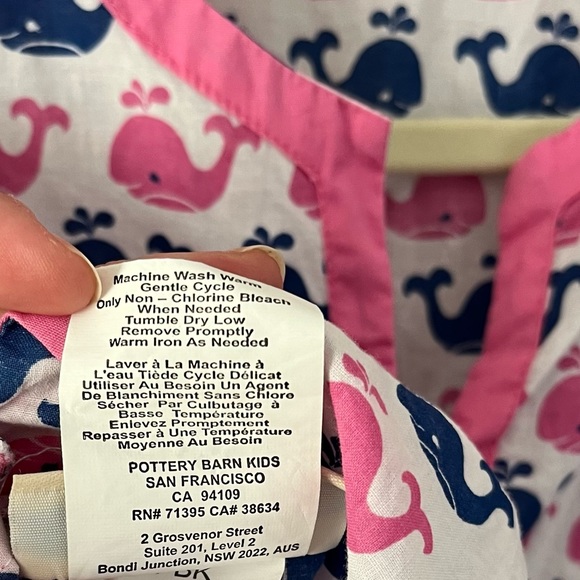 Machine Wash Warm
Gentle Cycle
Only Non – Chlorine Bleach
When Needed
Tumble Dry Low
Remove Promptly
Warm Iron As Needed
Laver à La Machine à
L'eau Tiède Cycle Délicat
Utiliser Au Besoin Un Agent
De Blanchiment Sans Chlore
Sécher Par Culbutage à
Basse Température
Enlevez Promptement
Repasser à Une Température
Moyenne Au Besoin
POTTERY BARN KIDS
SAN FRANCISCO
CA 94109
RN# 71395 CA# 38634
2 Grosvenor Street
Suite 201, Level 2
Bondi Junction, NSW 2022, AUS